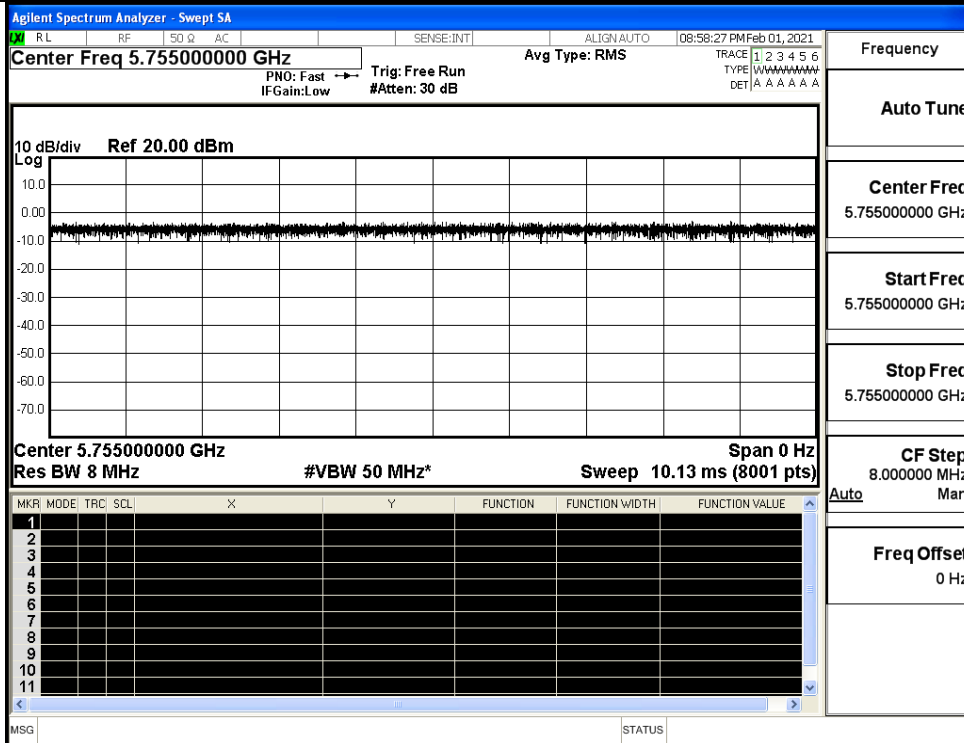 Agilent Spectrum Analyzer - Swept SA
LXI RL RF 50 Ω AC SENSE:INT ALIGNAUTO 08:58:27 PMFeb 01, 2021
Center Freq 5.755000000 GHz
Avg Type: RMS
TRACE 1 2 3 4 5 6
PNO: Fast
Trig: Free Run
TYPE WWWWWW
IFGain:Low
#Atten: 30 dB
DET A A A A A A
10 dB/div Ref 20.00 dBm
Log
10.0
0.00
-10.0
-20.0
-30.0
-40.0
-50.0
-60.0
-70.0
Center 5.755000000 GHz Span 0 Hz
Res BW 8 MHz #VBW 50 MHz* Sweep 10.13 ms (8001 pts)
MKR MODE TRC SCL X Y FUNCTION FUNCTION WIDTH FUNCTION VALUE
1
2
3
4
5
6
7
8
9
10
11
MSG STATUS
Frequency
Auto Tune
Center Freq
5.755000000 GHz
Start Freq
5.755000000 GHz
Stop Freq
5.755000000 GHz
CF Step
8.000000 MHz
Auto Man
Freq Offset
0 Hz